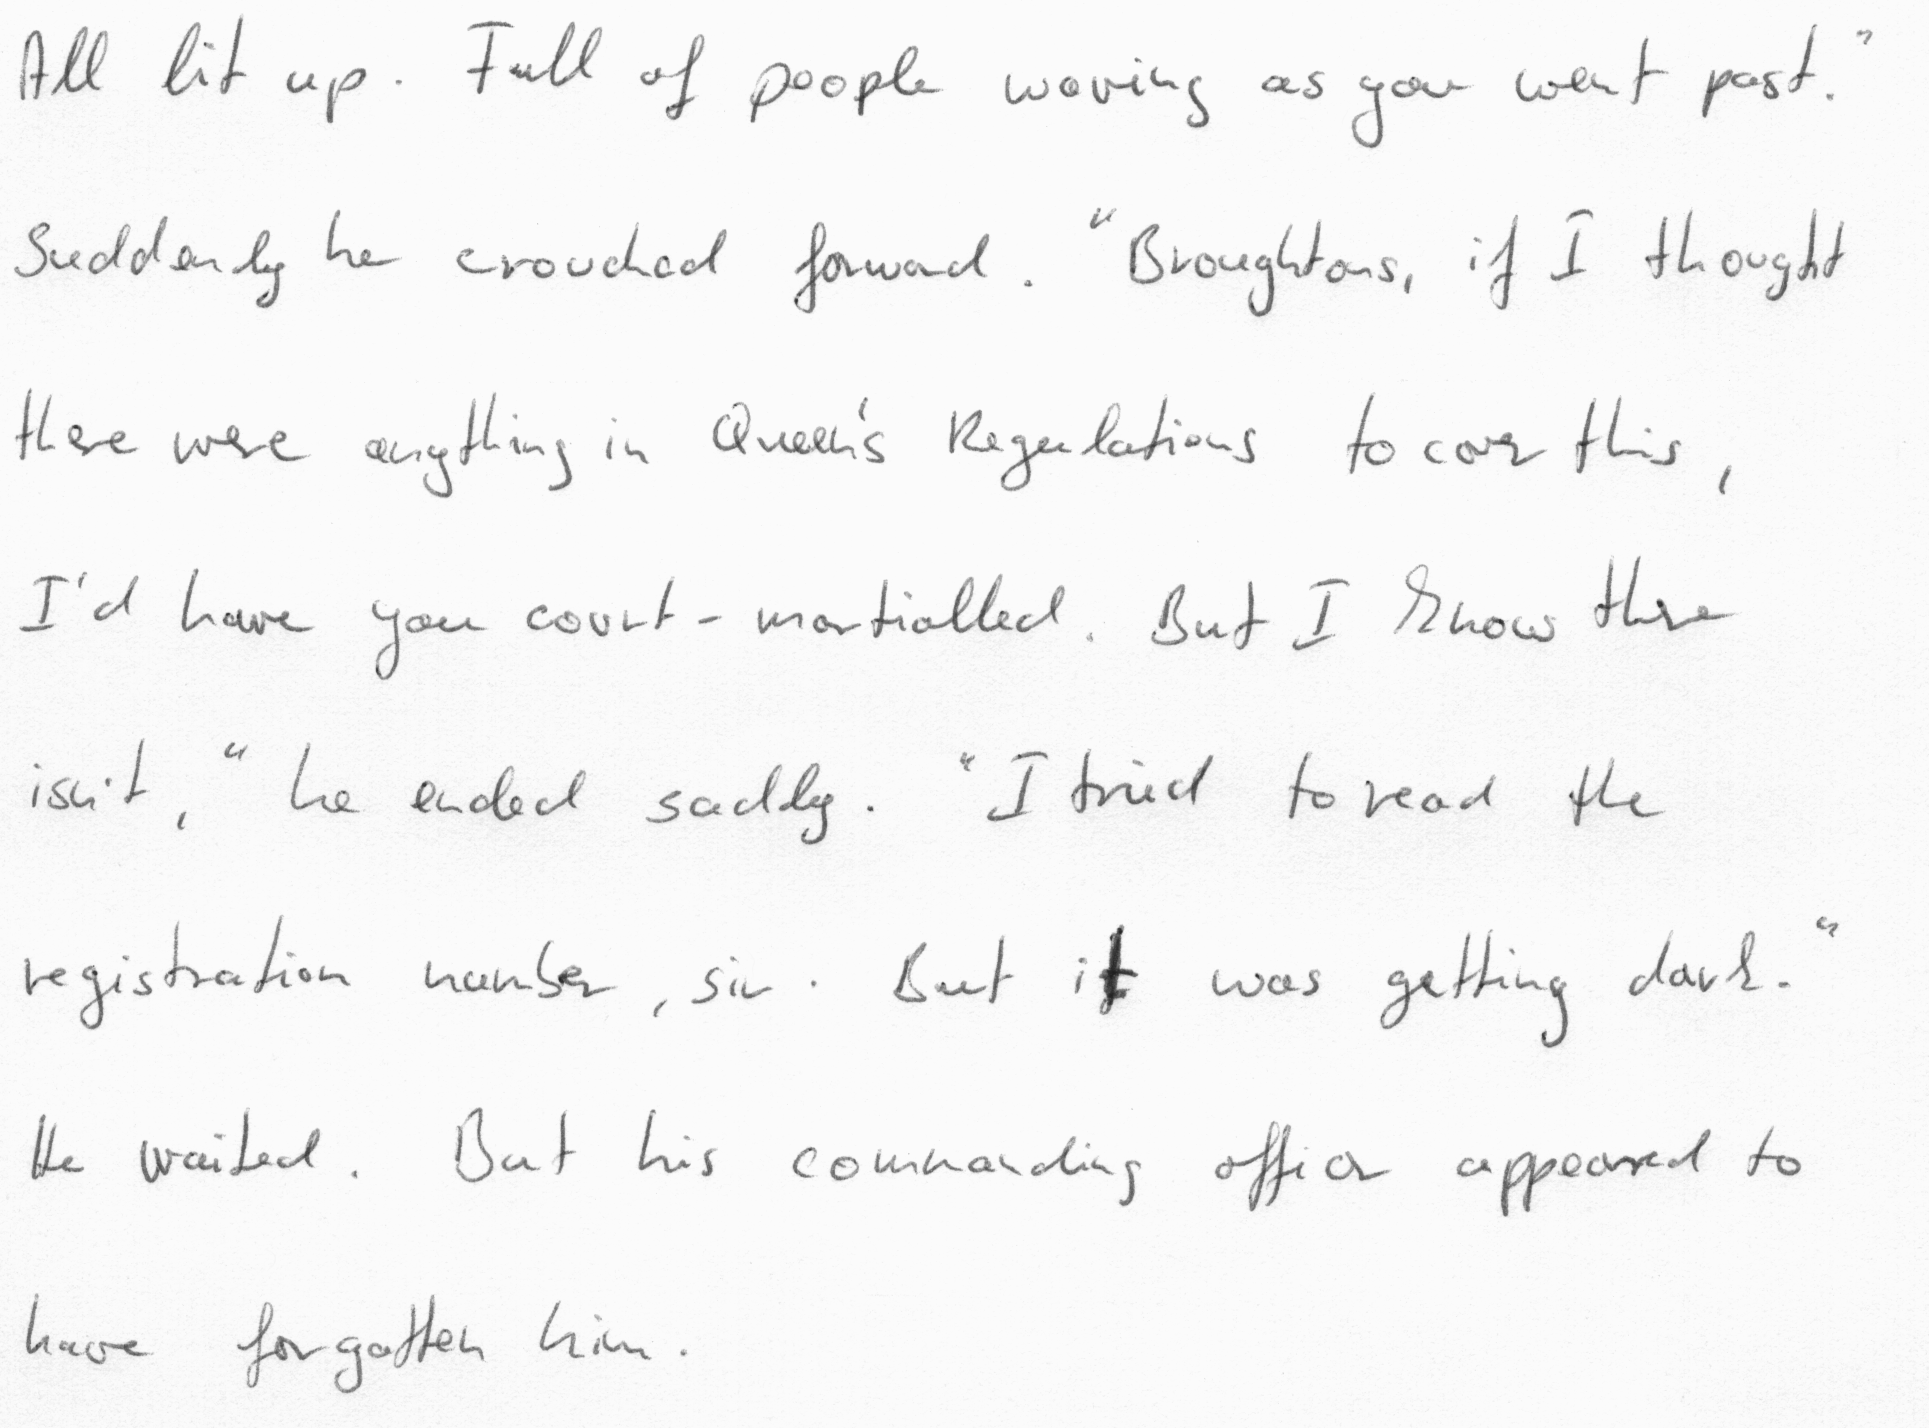 All lit up. Full of people waving as you went past."
Suddenly he crouched forward. "Broughtons, if I thought
there were anything in Queen's Regulations to cover this,
I'd have you court-martialled. But I know there
isn't," he ended sadly. "I tried to read the
registration number, sir. But it was getting dark."
He waited. But his commanding officer appeared to
have forgotten him.